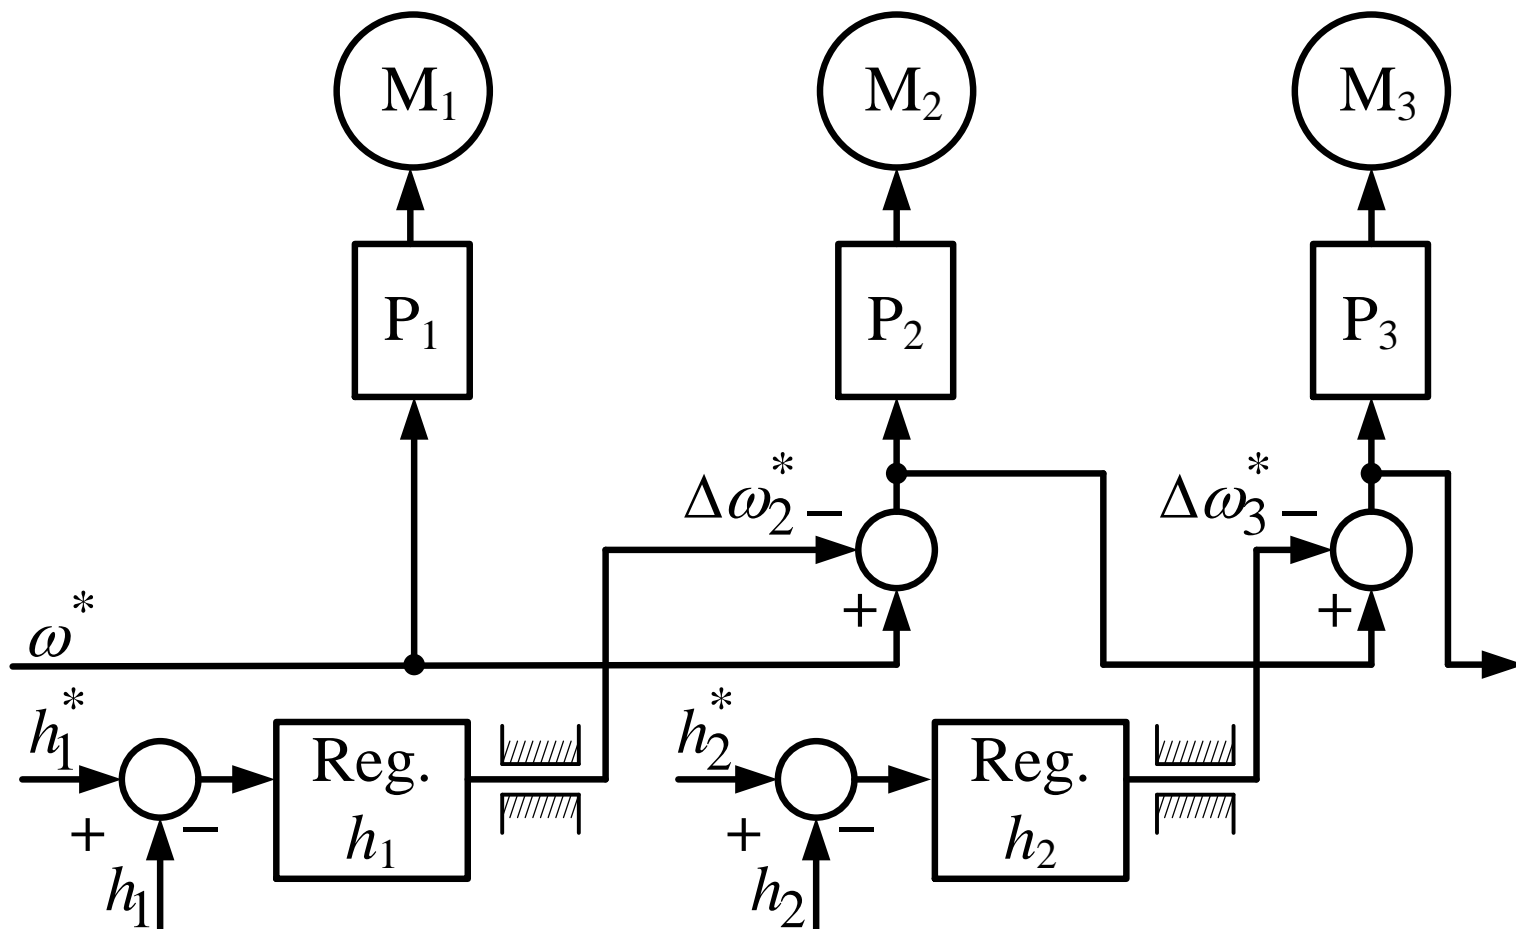 M₁ M₂ M₃
P₁ P₂ P₃
Δω₂* − Δω₃* −
ω* + +
h₁* Reg. h₂* Reg.
+ − h₁ + − h₂
h₁ h₂